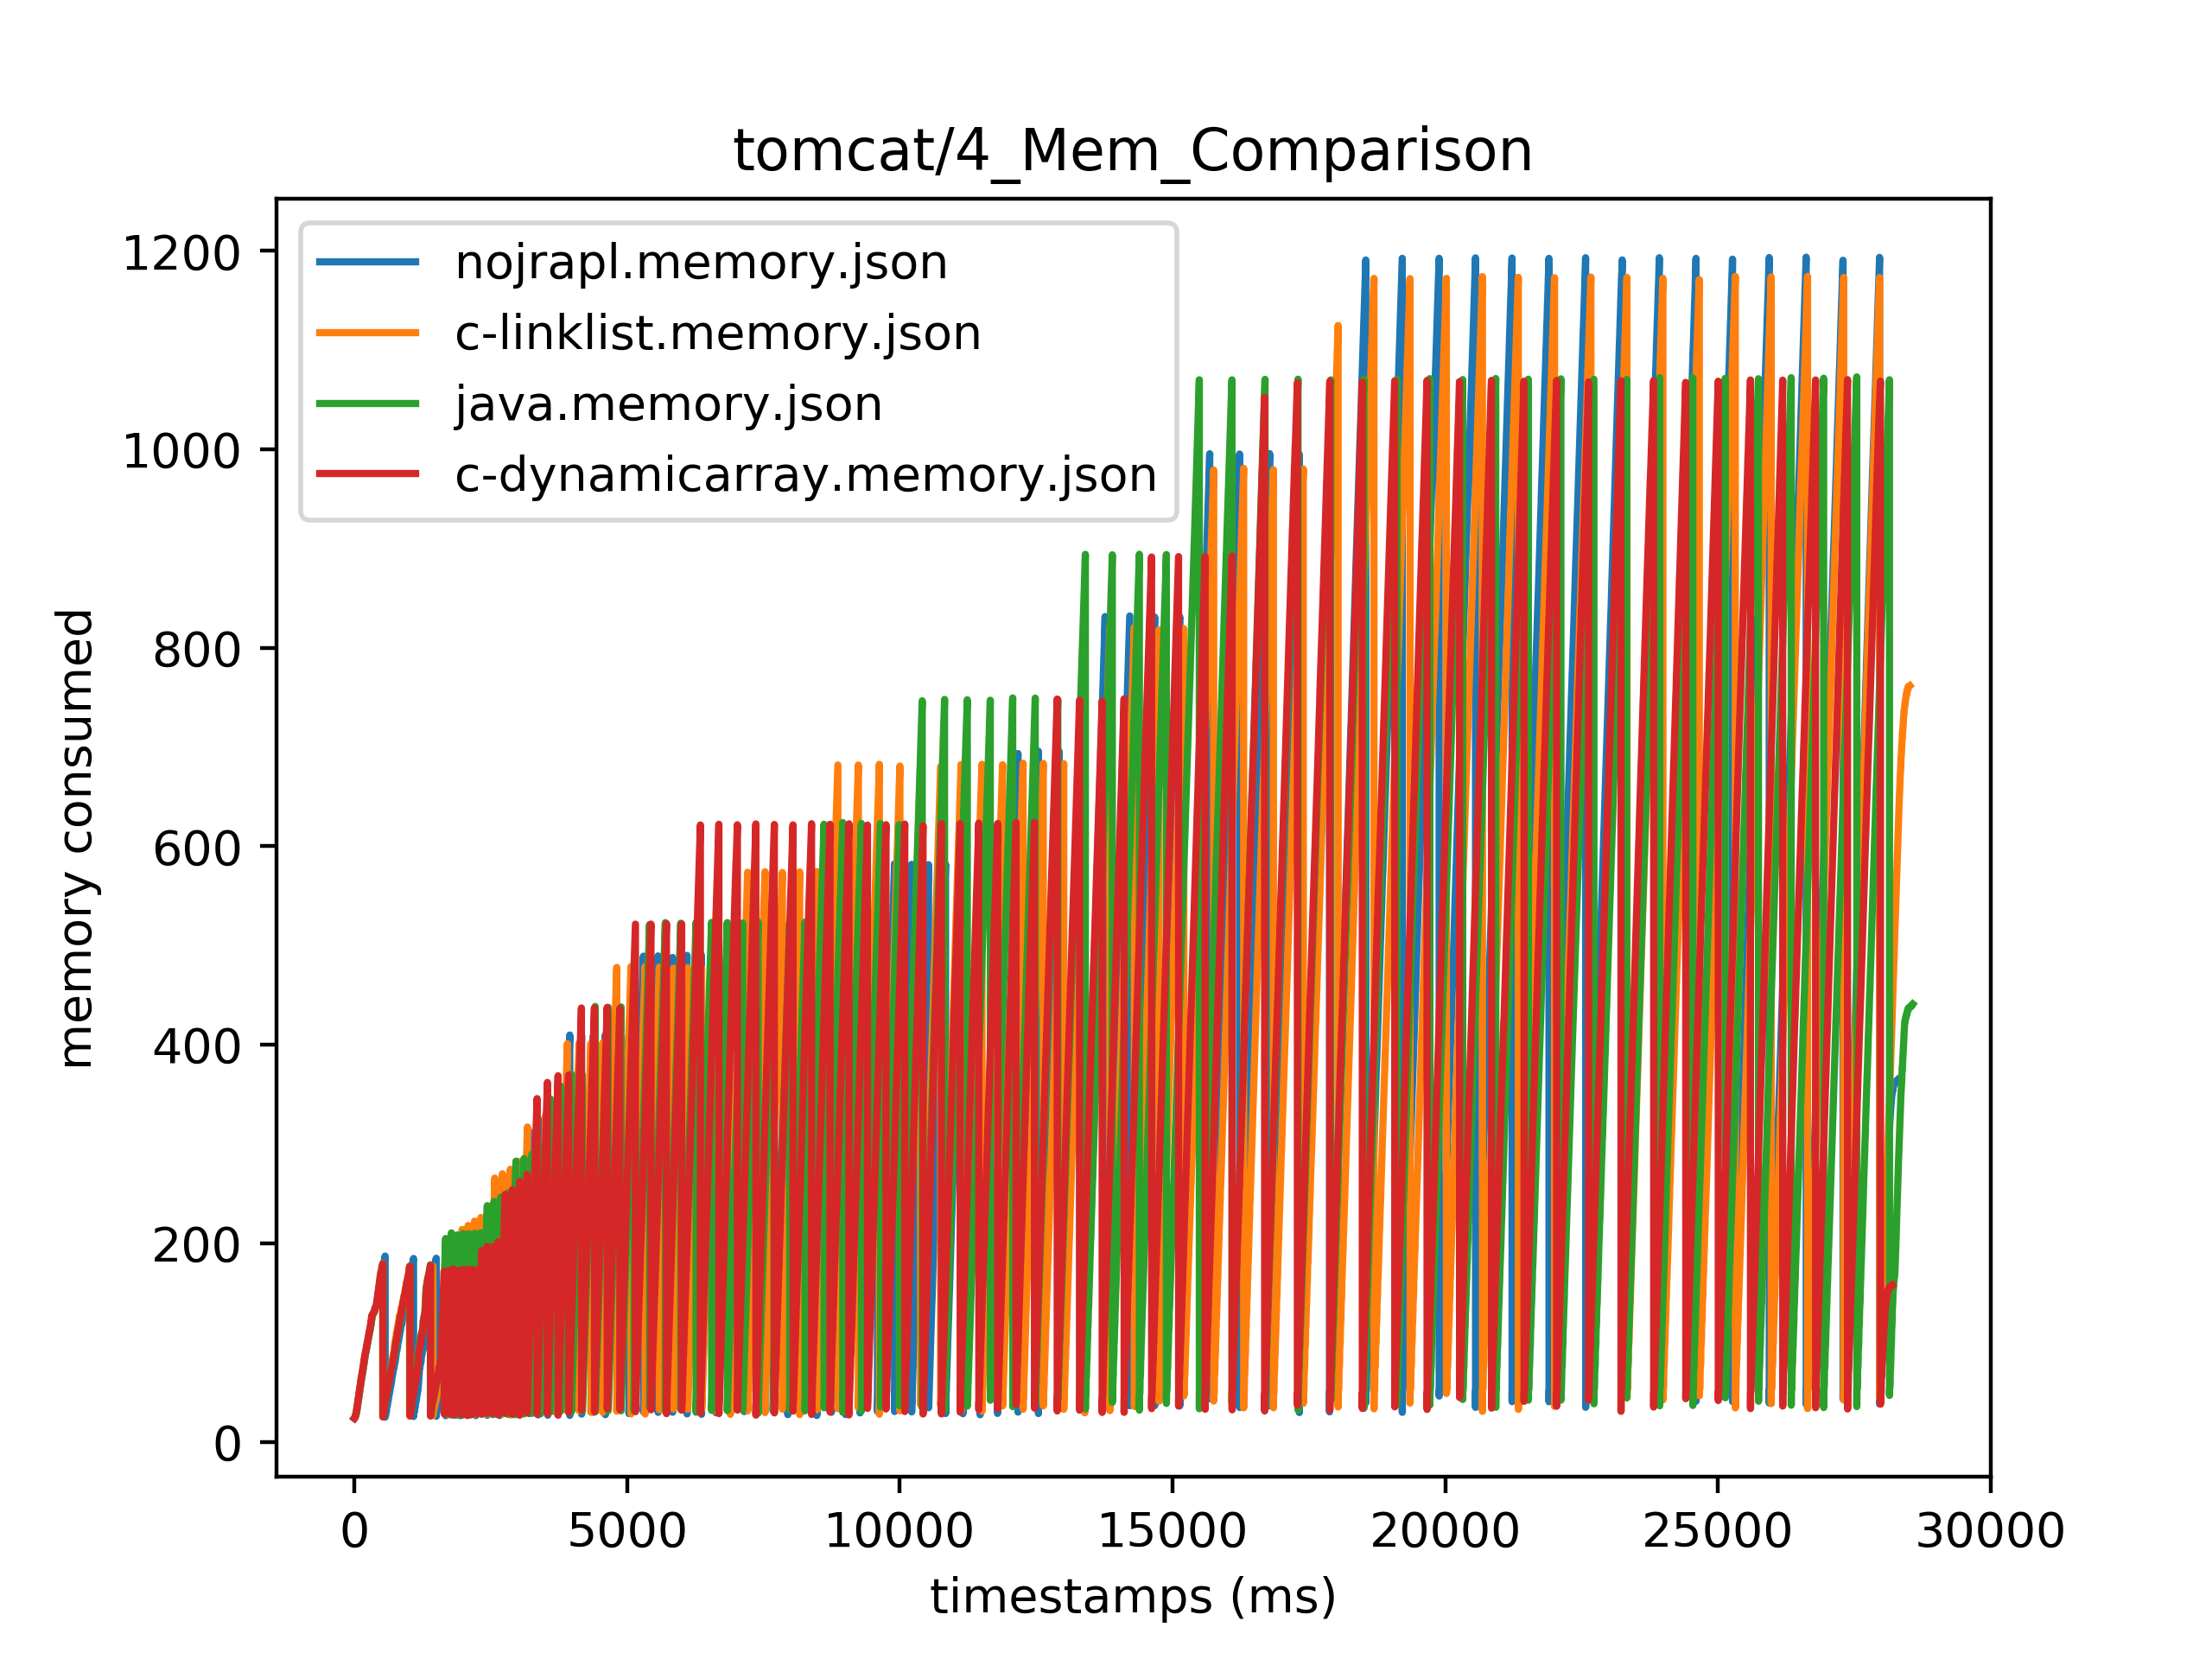 tomcat/4_Mem_Comparison
nojrapl.memory.json
c-linklist.memory.json
java.memory.json
c-dynamicarray.memory.json
memory consumed
1200
1000
800
600
400
200
0
0 5000 10000 15000 20000 25000 30000
timestamps (ms)